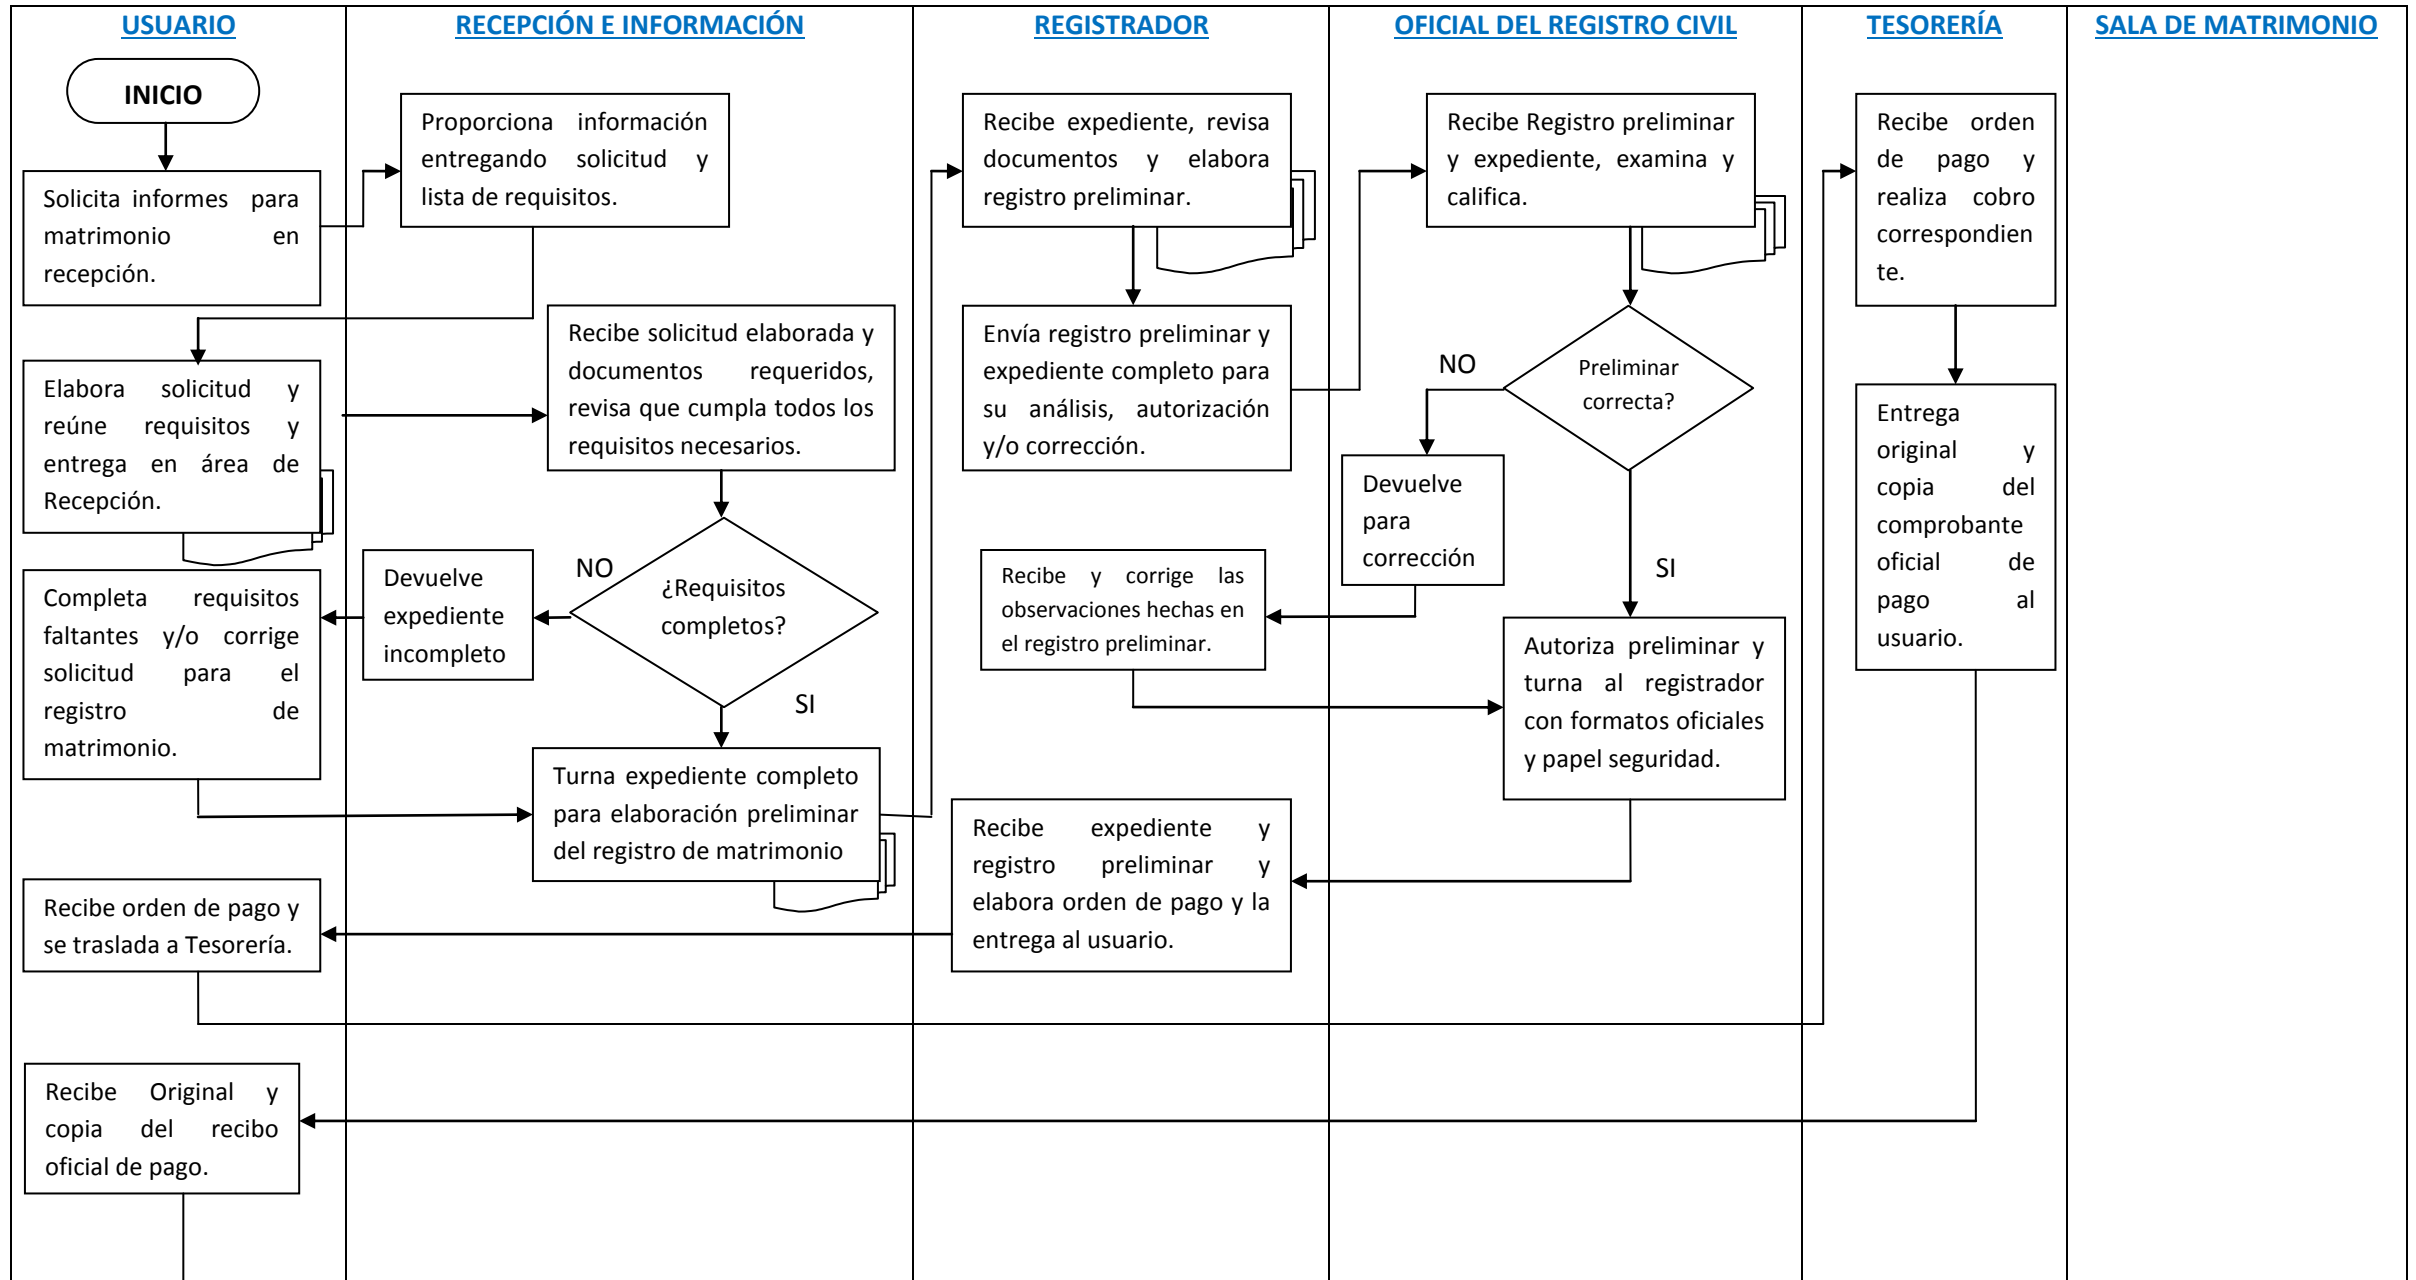 USUARIO
RECEPCIÓN E INFORMACIÓN
REGISTRADOR
OFICIAL DEL REGISTRO CIVIL
TESORERÍA
SALA DE MATRIMONIO
INICIO
Solicita informes para
matrimonio en
recepción.
Elabora solicitud y
reúne requisitos y
entrega en área de
Recepción.
Completa requisitos
faltantes y/o corrige
solicitud para el
registro de
matrimonio.
Recibe orden de pago y
se traslada a Tesorería.
Recibe Original y
copia del recibo
oficial de pago.
Proporciona información
entregando solicitud y
lista de requisitos.
Recibe solicitud elaborada y
documentos requeridos,
revisa que cumpla todos los
requisitos necesarios.
NO
Devuelve
expediente
incompleto
¿Requisitos
completos?
SI
Turna expediente completo
para elaboración preliminar
del registro de matrimonio
Recibe expediente, revisa
documentos y elabora
registro preliminar.
Envía registro preliminar y
expediente completo para
su análisis, autorización
y/o corrección.
Recibe y corrige las
observaciones hechas en
el registro preliminar.
Recibe expediente y
registro preliminar y
elabora orden de pago y la
entrega al usuario.
Recibe Registro preliminar
y expediente, examina y
califica.
NO
Preliminar
correcta?
Devuelve
para
corrección
SI
Autoriza preliminar y
turna al registrador
con formatos oficiales
y papel seguridad.
Recibe orden
de pago y
realiza cobro
correspondien
te.
Entrega
original y
copia del
comprobante
oficial de
pago al
usuario.